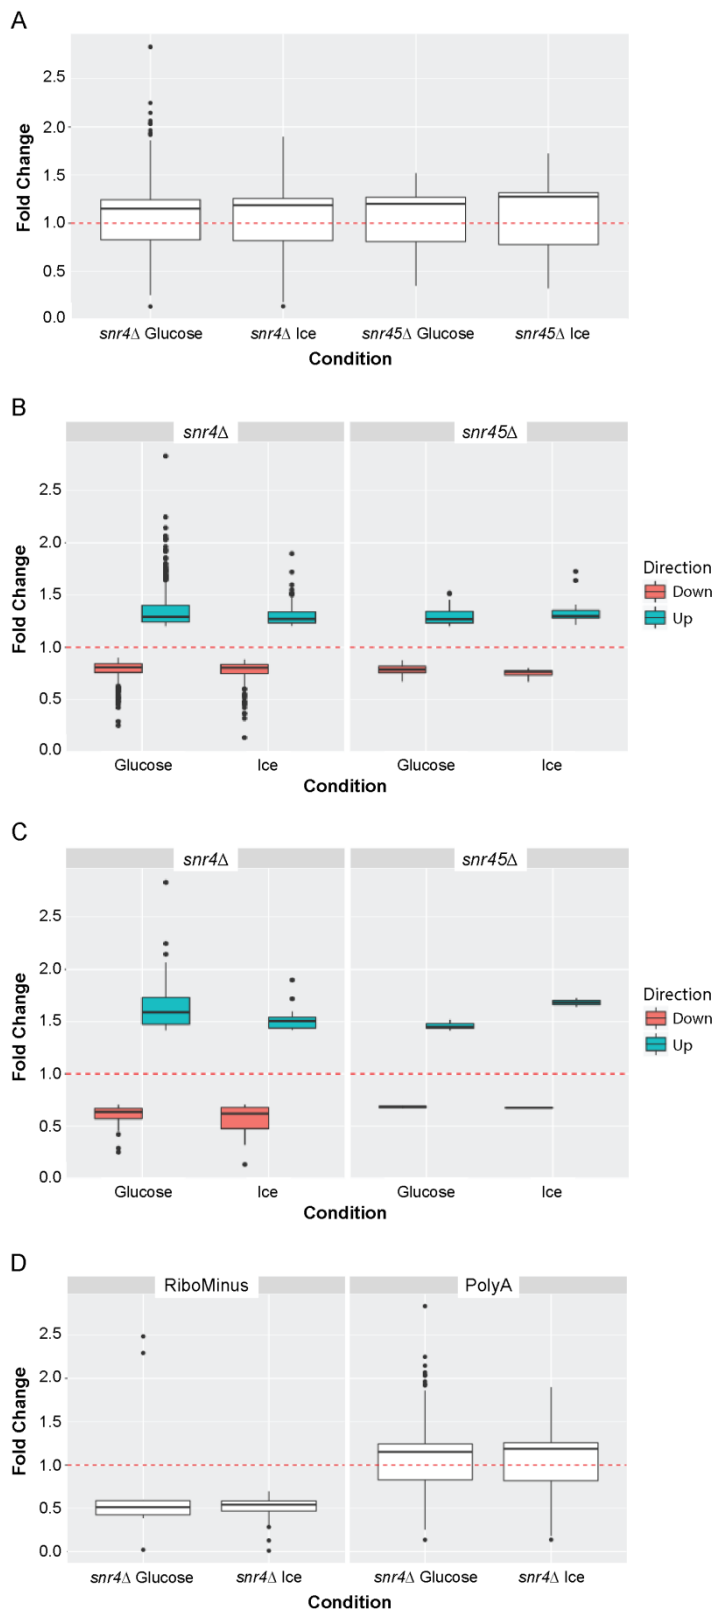 A
Fold Change
2.5
2.0
1.5
1.0
0.5
0.0
snr4Δ Glucose
snr4Δ Ice
snr45Δ Glucose
snr45Δ Ice
Condition
B
snr4Δ
snr45Δ
Fold Change
2.5
2.0
1.5
1.0
0.5
0.0
Direction
Down
Up
Glucose
Ice
Glucose
Ice
Condition
C
snr4Δ
snr45Δ
Fold Change
2.5
2.0
1.5
1.0
0.5
0.0
Direction
Down
Up
Glucose
Ice
Glucose
Ice
Condition
D
RiboMinus
PolyA
Fold Change
2.5
2.0
1.5
1.0
0.5
0.0
snr4Δ Glucose
snr4Δ Ice
snr4Δ Glucose
snr4Δ Ice
Condition